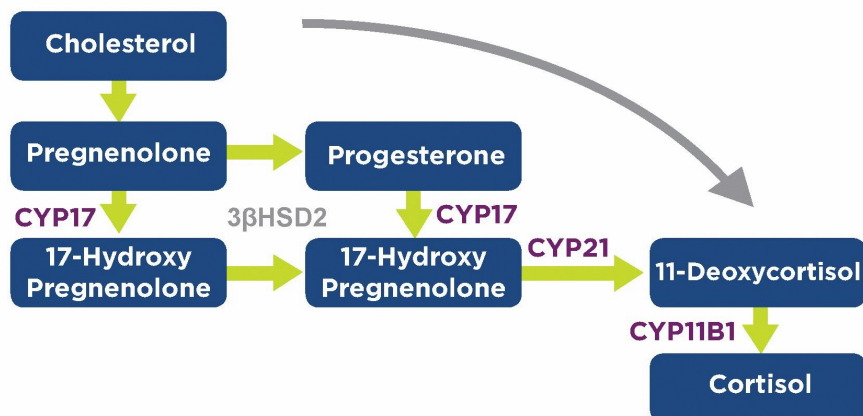 Cholesterol
Pregnenolone
Progesterone
CYP17
3βHSD2
CYP17
17-Hydroxy
Pregnenolone
17-Hydroxy
Pregnenolone
CYP21
11-Deoxycortisol
CYP11B1
Cortisol